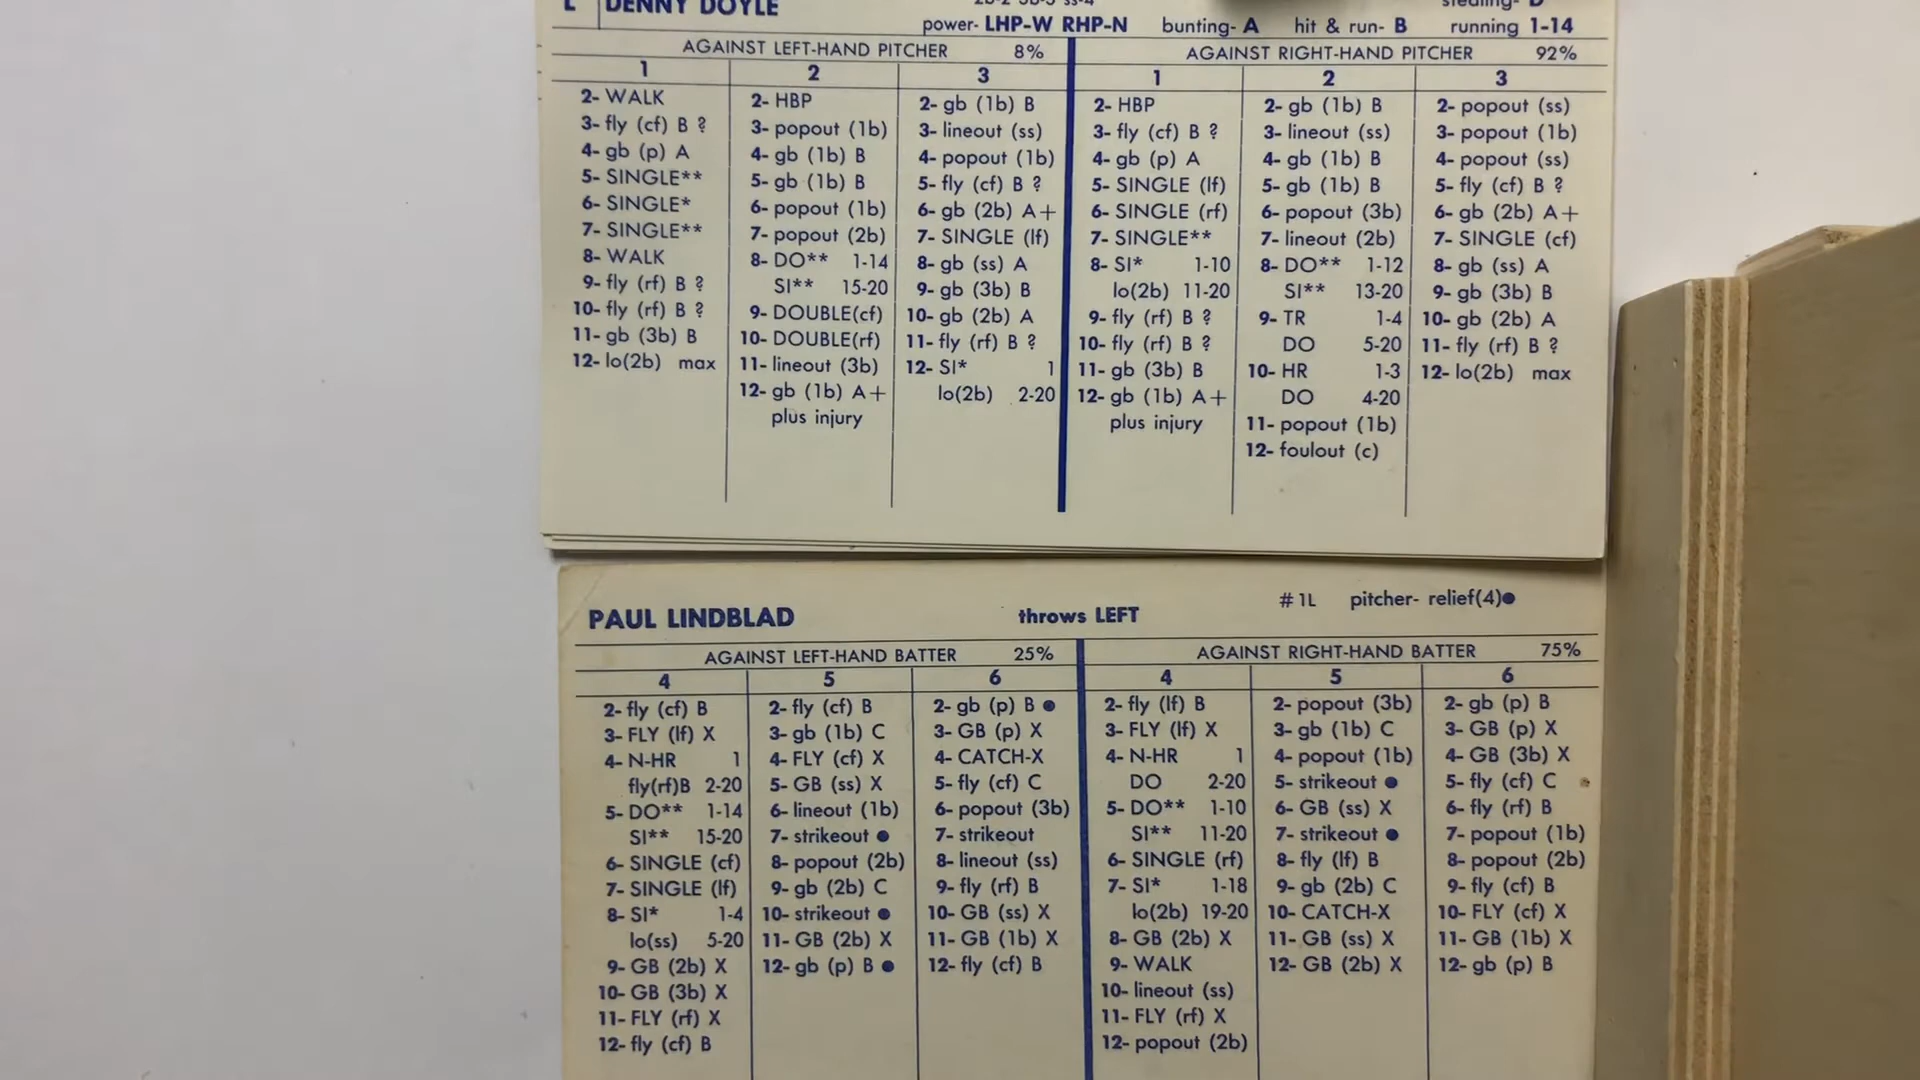 L DENNY DOYLE
power- LHP-W RHP-N bunting- A hit & run- B running 1-14
AGAINST LEFT-HAND PITCHER 8%
1 2 3
2- WALK
3- fly (cf) B ?
4- gb (p) A
5- SINGLE**
6- SINGLE*
7- SINGLE**
8- WALK
9- fly (rf) B ?
10- fly (rf) B ?
11- gb (3b) B
12- lo(2b) max
2- HBP
3- popout (1b)
4- gb (1b) B
5- gb (1b) B
6- popout (1b)
7- popout (2b)
8- DO** 1-14
SI** 15-20
9- DOUBLE(cf)
10- DOUBLE(rf)
11- lineout (3b)
12- gb (1b) A+
plus injury
2- gb (1b) B
3- lineout (ss)
4- popout (1b)
5- fly (cf) B ?
6- gb (2b) A+
7- SINGLE (lf)
8- gb (ss) A
9- gb (3b) B
10- gb (2b) A
11- fly (rf) B ?
12- SI* 1
lo(2b) 2-20
AGAINST RIGHT-HAND PITCHER 92%
1 2 3
2- HBP
3- fly (cf) B ?
4- gb (p) A
5- SINGLE (lf)
6- SINGLE (rf)
7- SINGLE**
8- SI* 1-10
lo(2b) 11-20
9- fly (rf) B ?
10- fly (rf) B ?
11- gb (3b) B
12- gb (1b) A+
plus injury
2- gb (1b) B
3- lineout (ss)
4- gb (1b) B
5- gb (1b) B
6- popout (3b)
7- lineout (2b)
8- DO** 1-12
SI** 13-20
9- TR 1-4
DO 5-20
10- HR 1-3
DO 4-20
11- popout (1b)
12- foulout (c)
2- popout (ss)
3- popout (1b)
4- popout (ss)
5- fly (cf) B ?
6- gb (2b) A+
7- SINGLE (cf)
8- gb (ss) A
9- gb (3b) B
10- gb (2b) A
11- fly (rf) B ?
12- lo(2b) max
PAUL LINDBLAD throws LEFT #1L pitcher- relief(4)●
AGAINST LEFT-HAND BATTER 25%
4 5 6
2- fly (cf) B
3- FLY (lf) X
4- N-HR 1
fly(rf)B 2-20
5- DO** 1-14
SI** 15-20
6- SINGLE (cf)
7- SINGLE (lf)
8- SI* 1-4
lo(ss) 5-20
9- GB (2b) X
10- GB (3b) X
11- FLY (rf) X
12- fly (cf) B
2- fly (cf) B
3- gb (1b) C
4- FLY (cf) X
5- GB (ss) X
6- lineout (1b)
7- strikeout ●
8- popout (2b)
9- gb (2b) C
10- strikeout ●
11- GB (2b) X
12- gb (p) B ●
2- gb (p) B ●
3- GB (p) X
4- CATCH-X
5- fly (cf) C
6- popout (3b)
7- strikeout
8- lineout (ss)
9- fly (rf) B
10- GB (ss) X
11- GB (1b) X
12- fly (cf) B
AGAINST RIGHT-HAND BATTER 75%
4 5 6
2- fly (lf) B
3- FLY (lf) X
4- N-HR 1
DO 2-20
5- DO** 1-10
SI** 11-20
6- SINGLE (rf)
7- SI* 1-18
lo(2b) 19-20
8- GB (2b) X
9- WALK
10- lineout (ss)
11- FLY (rf) X
12- popout (2b)
2- popout (3b)
3- gb (1b) C
4- popout (1b)
5- strikeout ●
6- GB (ss) X
7- strikeout ●
8- fly (lf) B
9- gb (2b) C
10- CATCH-X
11- GB (ss) X
12- GB (2b) X
2- gb (p) B
3- GB (p) X
4- GB (3b) X
5- fly (cf) C
6- fly (rf) B
7- popout (1b)
8- popout (2b)
9- fly (cf) B
10- FLY (cf) X
11- GB (1b) X
12- gb (p) B